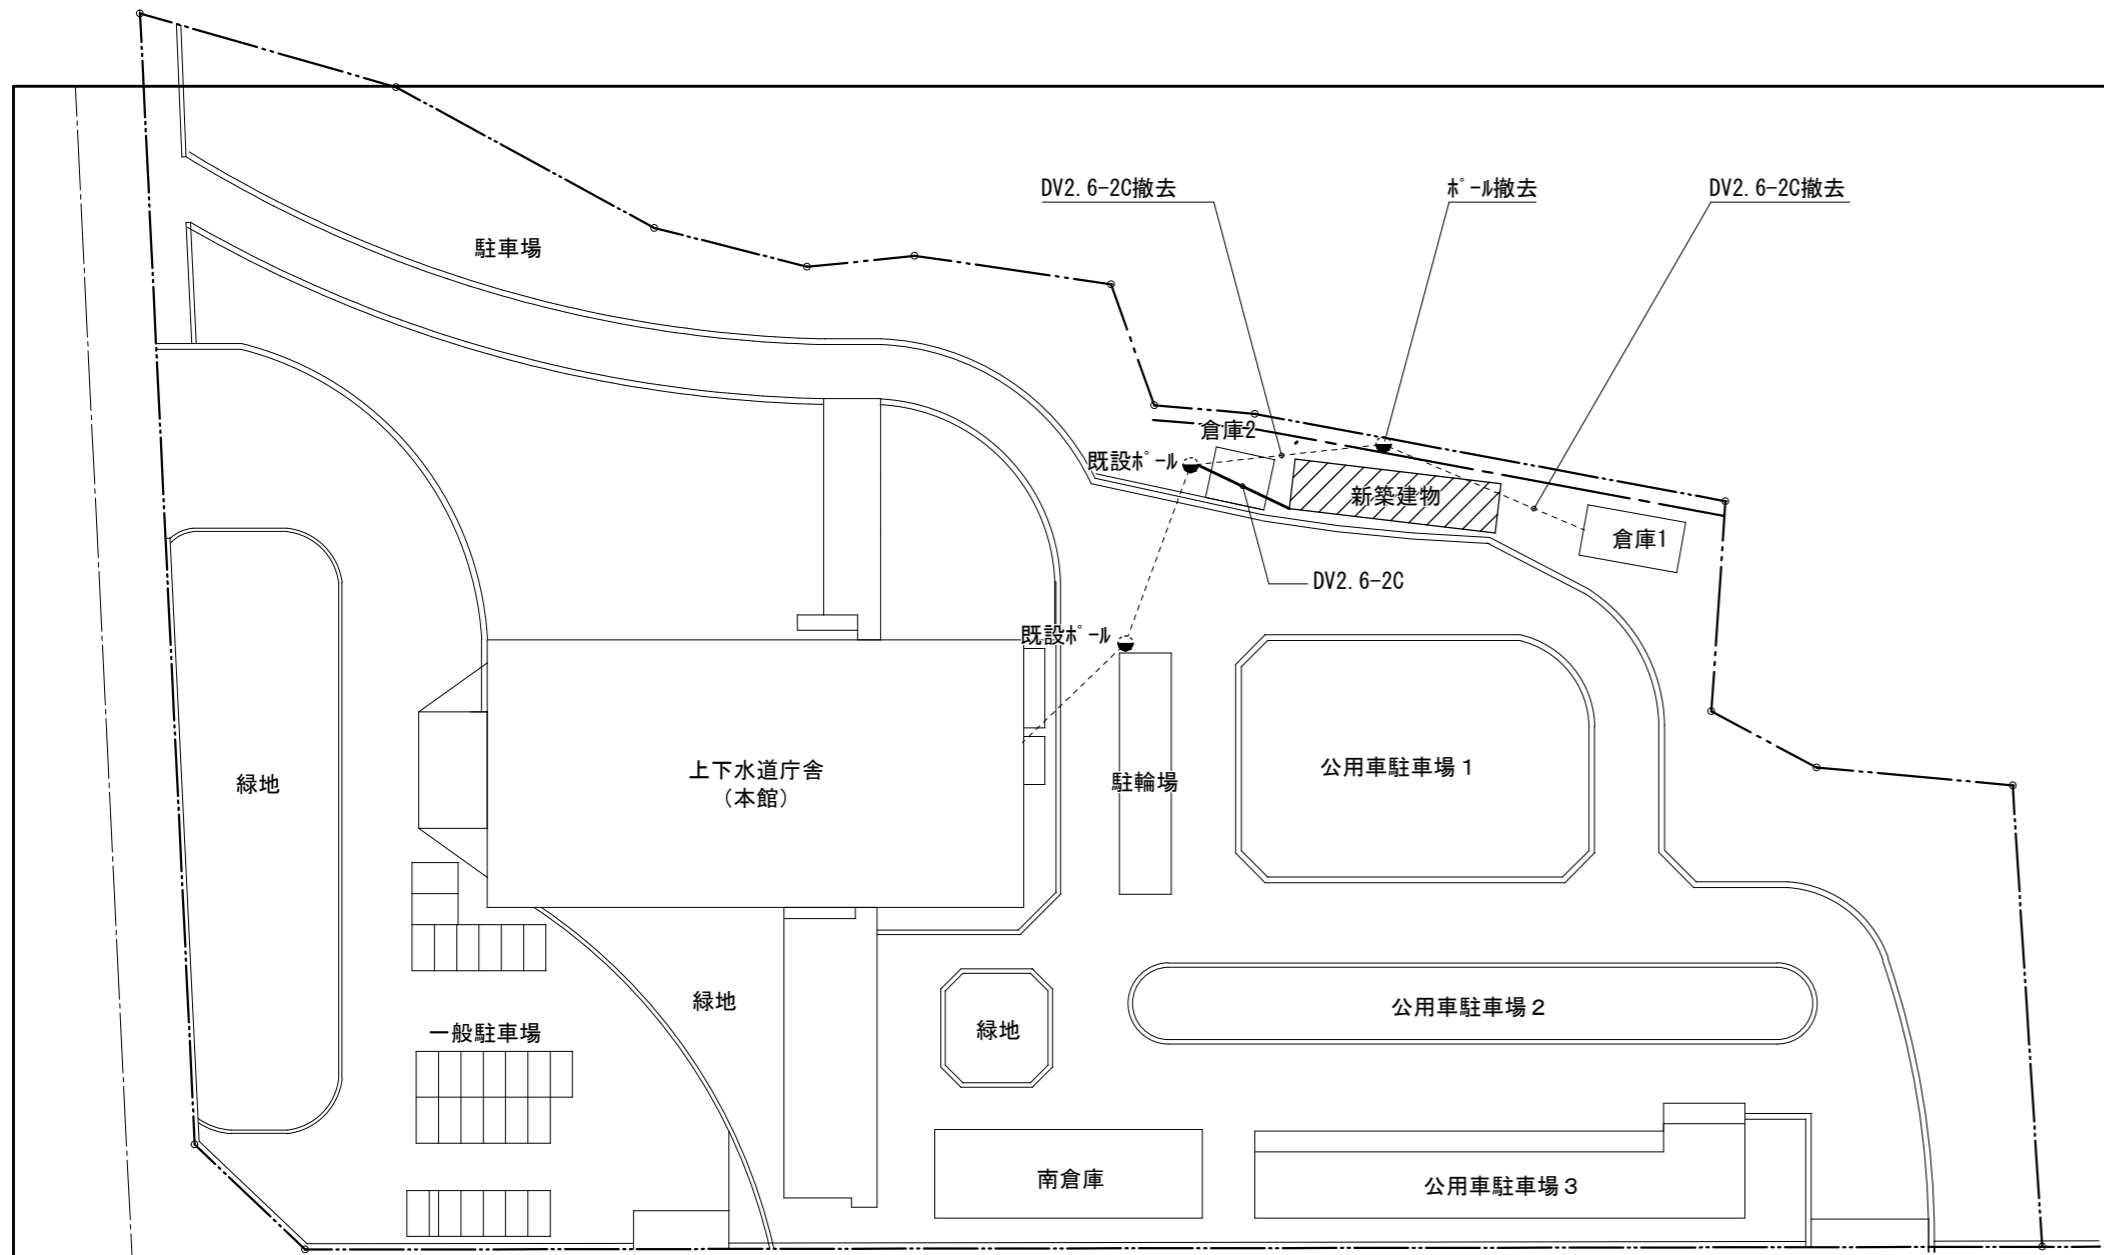 DV2.6-2C撤去
ﾎﾟｰﾙ撤去
DV2.6-2C撤去
駐車場
倉庫2
既設ﾎﾟｰﾙ
新築建物
倉庫1
DV2.6-2C
既設ﾎﾟｰﾙ
上下水道庁舎
（本館）
駐輪場
公用車駐車場１
緑地
緑地
公用車駐車場２
緑地
一般駐車場
南倉庫
公用車駐車場３